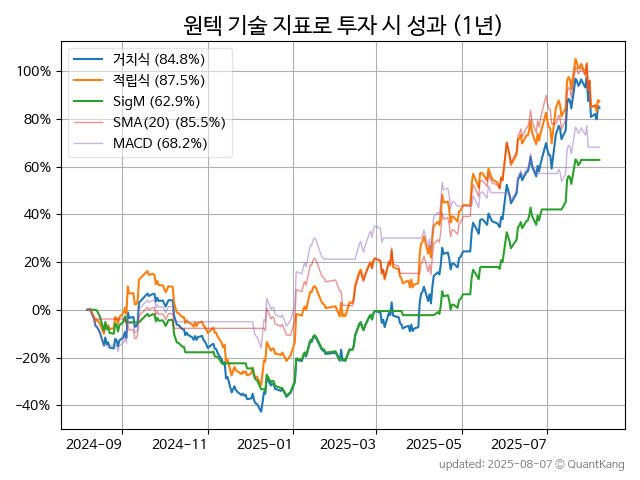 원텍 기술 지표로 투자 시 성과 (1년)
거치식 (84.8%)
적립식 (87.5%)
SigM (62.9%)
SMA(20) (85.5%)
MACD (68.2%)
100%
80%
60%
40%
20%
0%
−20%
−40%
2024-09
2024-11
2025-01
2025-03
2025-05
2025-07
updated: 2025-08-07 © QuantKang